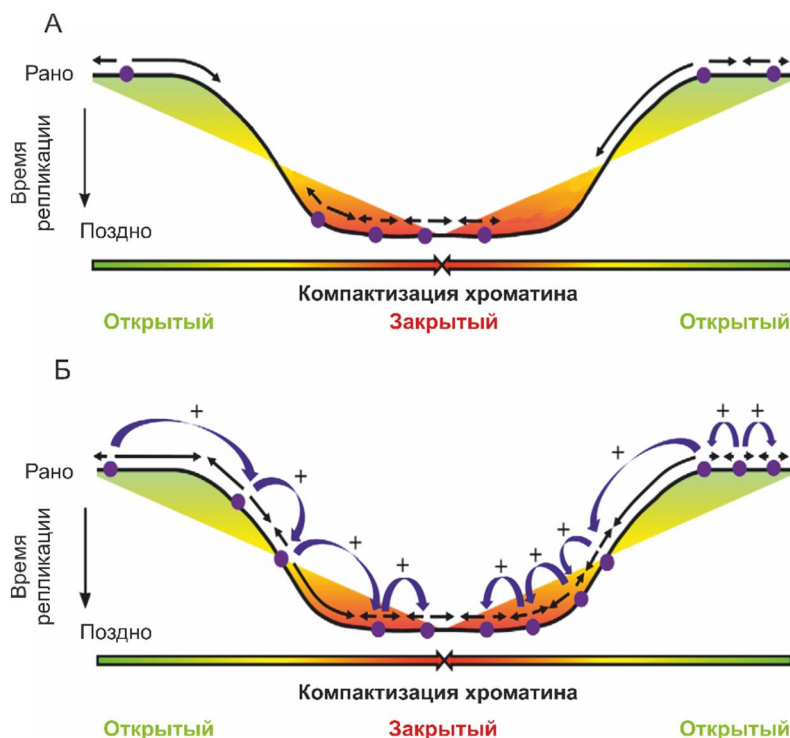 А
Рано
Время
репликации
Поздно
Компактизация хроматина
Открытый
Закрытый
Открытый
Б
+
+
+
+
+
+
+
+
+
+
Рано
Время
репликации
Поздно
Компактизация хроматина
Открытый
Закрытый
Открытый